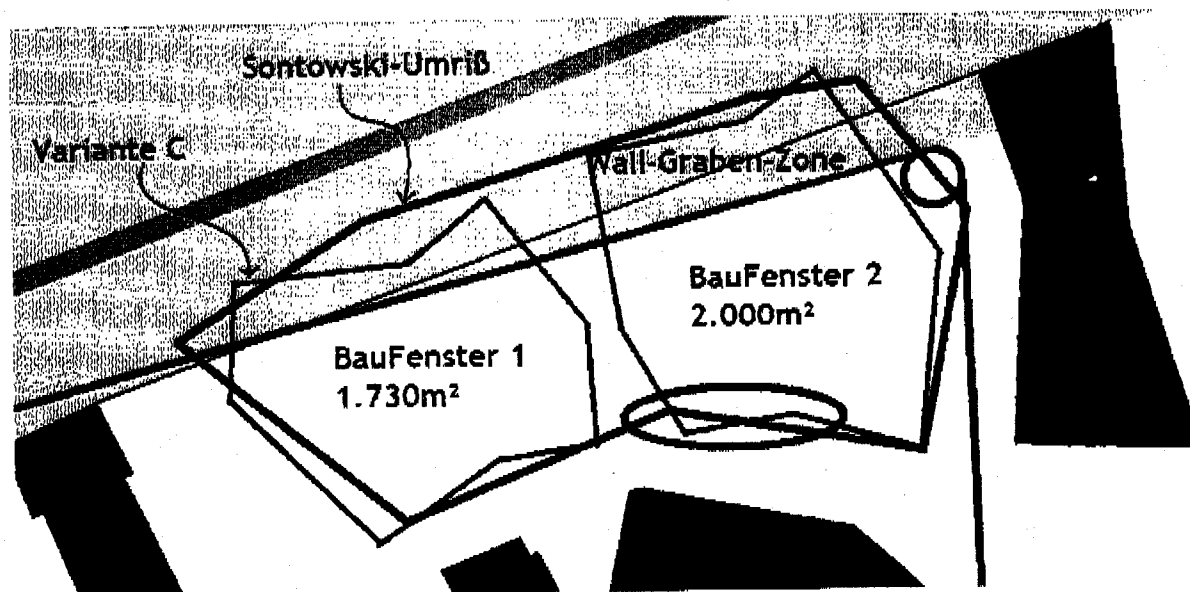 Sontowski-Umriß
Variante C
Wall-Graben-Zone
BauFenster 2
2.000m²
BauFenster 1
1.730m²